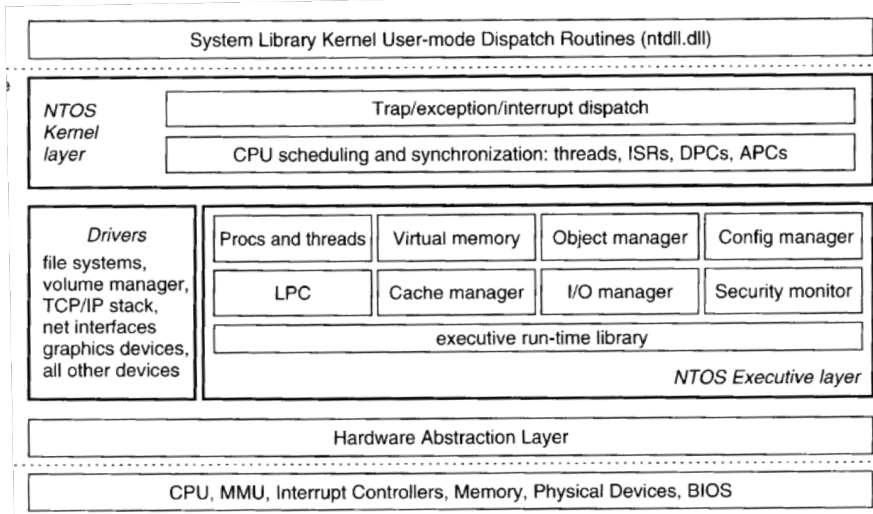 System Library Kernel User-mode Dispatch Routines (ntdll.dll)
NTOS
Kernel
layer
Trap/exception/interrupt dispatch
CPU scheduling and synchronization: threads, ISRs, DPCs, APCs
Drivers
file systems,
volume manager,
TCP/IP stack,
net interfaces
graphics devices,
all other devices
Procs and threads
Virtual memory
Object manager
Config manager
LPC
Cache manager
I/O manager
Security monitor
executive run-time library
NTOS Executive layer
Hardware Abstraction Layer
CPU, MMU, Interrupt Controllers, Memory, Physical Devices, BIOS